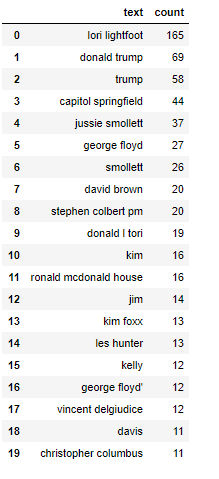 text count
0 lori lightfoot 165
1 donald trump 69
2 trump 58
3 capitol springfield 44
4 jussie smollett 37
5 george floyd 27
6 smollett 26
7 david brown 20
8 stephen colbert pm 20
9 donald l tori 19
10 kim 16
11 ronald mcdonald house 16
12 jim 14
13 kim foxx 13
14 les hunter 13
15 kelly 12
16 george floyd' 12
17 vincent delgiudice 12
18 davis 11
19 christopher columbus 11